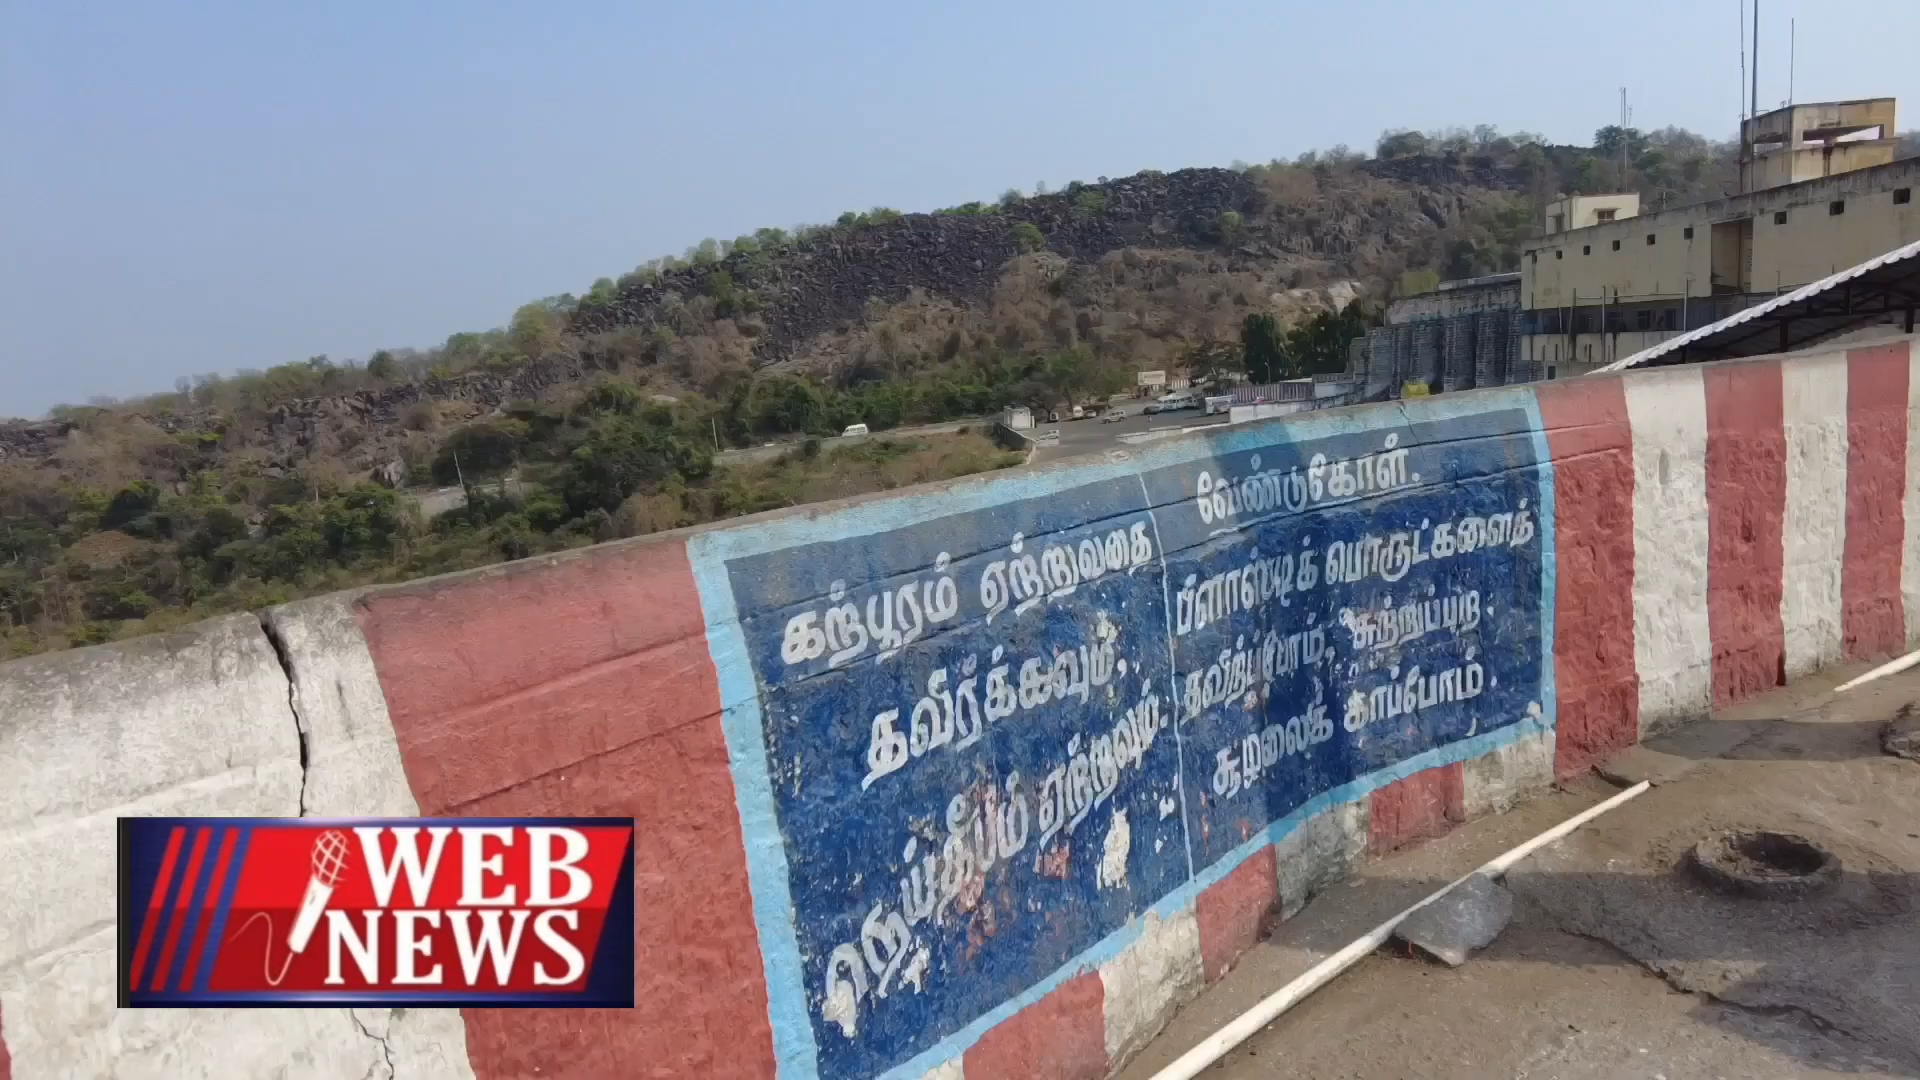 கற்பூரம் ஏற்றுவதை
தவிர்க்கவும்,
நெய்தீபம் ஏற்றவும்.
வேண்டுகோள்.
பிளாஸ்டிக் பொருட்களைத்
தவிற்ப்போம், சுற்றுப்புற.
சூழலைக் காப்போம்.
WEB
NEWS